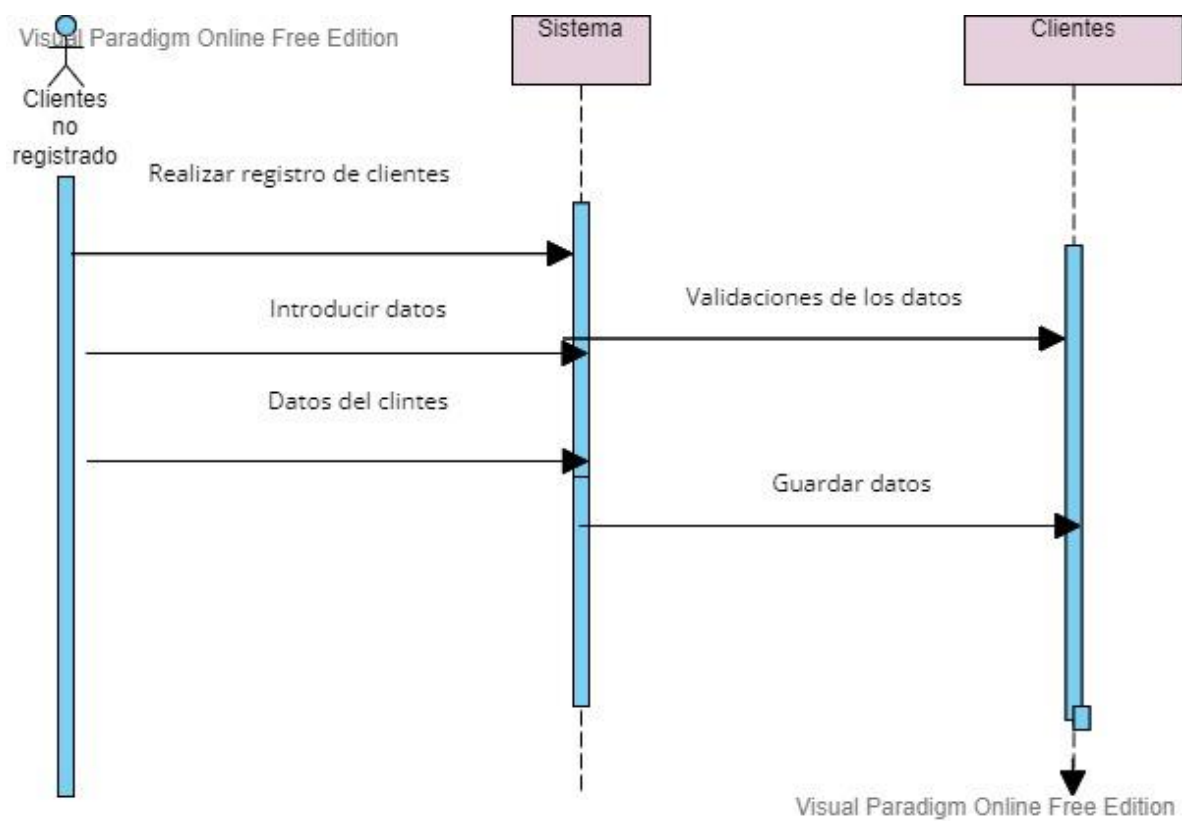 Visual Paradigm Online Free Edition
Sistema
Clientes
Clientes
no
registrado
Realizar registro de clientes
Validaciones de los datos
Introducir datos
Datos del clintes
Guardar datos
Visual Paradigm Online Free Edition